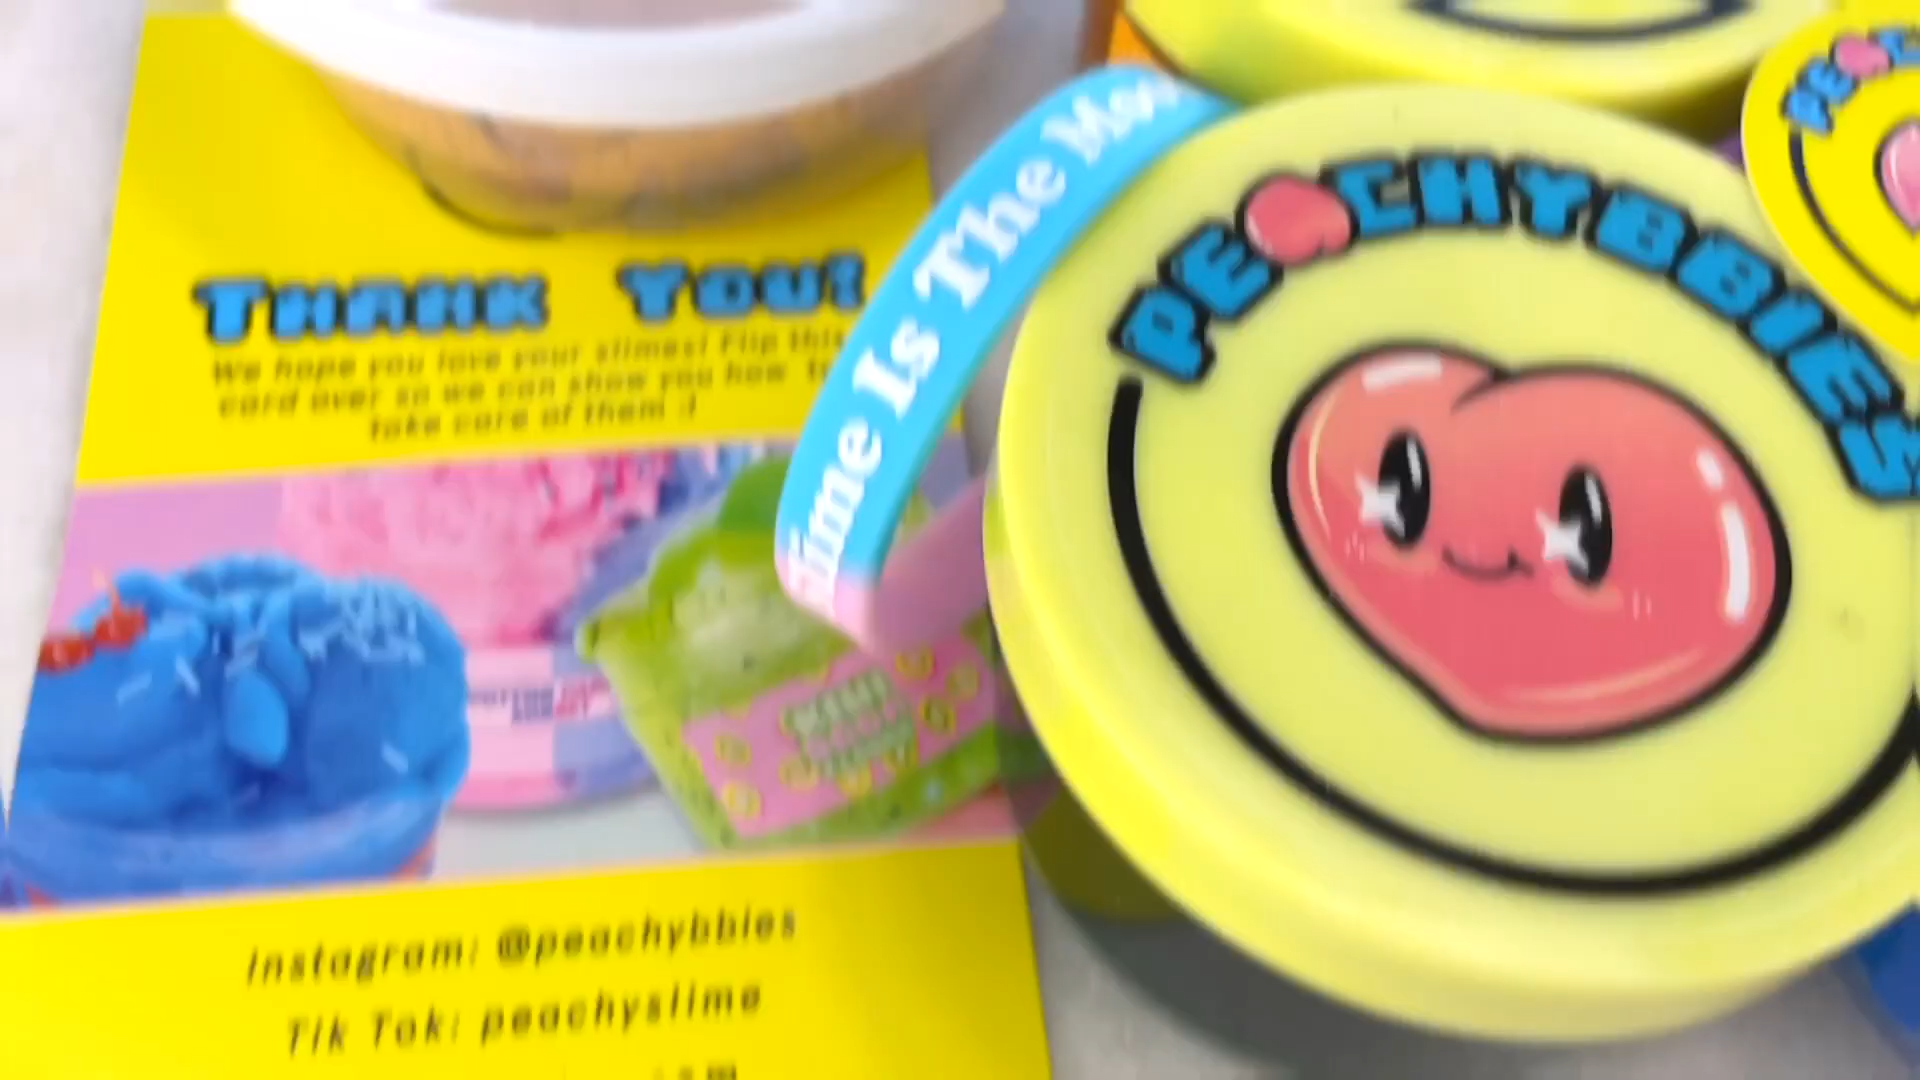 THANK YOU!
We hope you love your slimes! Flip this
card over so we can show you how to
take care of them :)
Instagram: @peachybbies
Tik Tok: peachyslime
Slime Is The
PEACHYBBIES